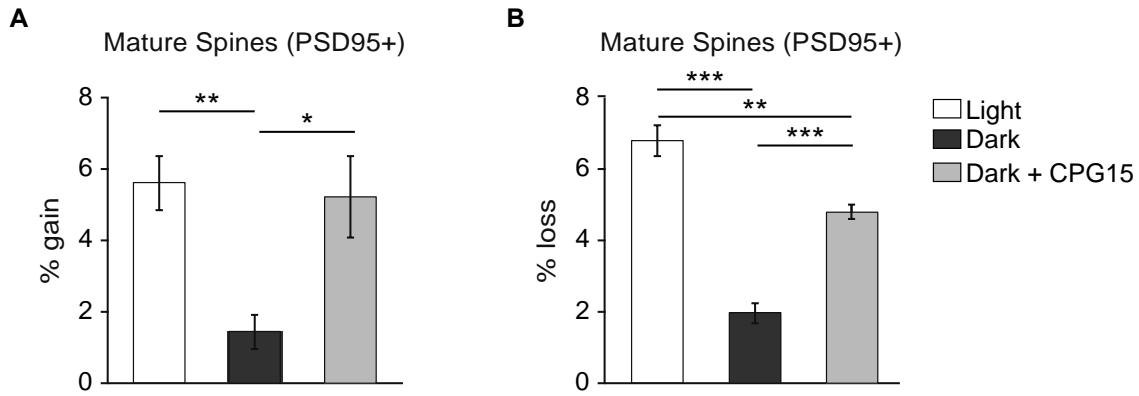 A
Mature Spines (PSD95+)
% gain
8
6
4
2
0
**
*
B
Mature Spines (PSD95+)
% loss
8
6
4
2
0
***
**
***
Light
Dark
Dark + CPG15